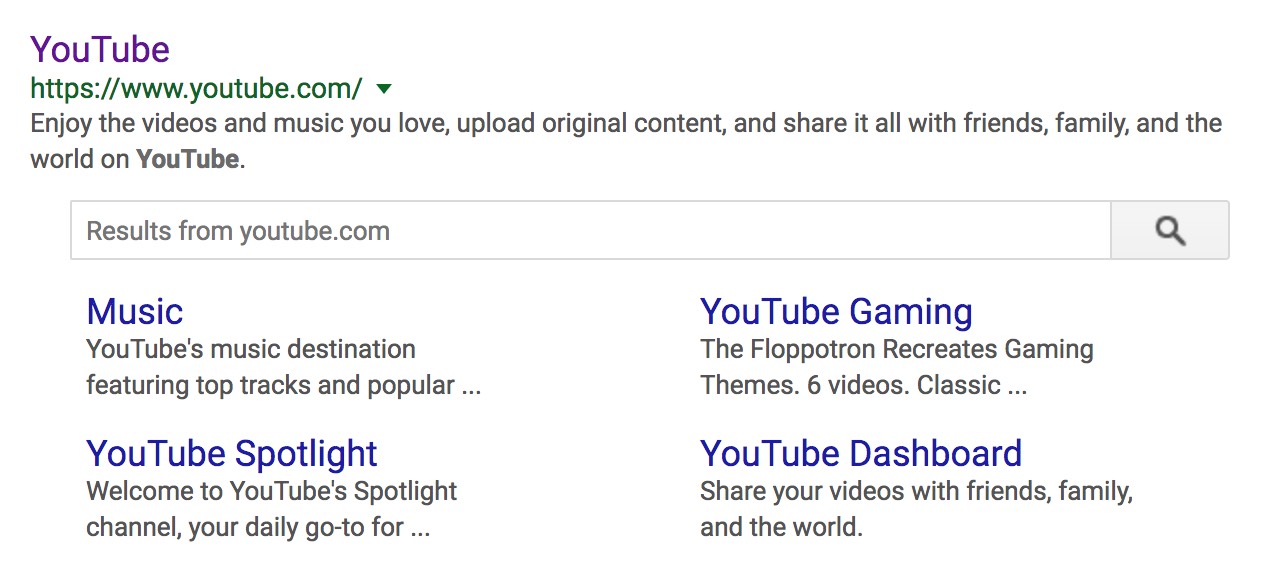 YouTube
https://www.youtube.com/
Enjoy the videos and music you love, upload original content, and share it all with friends, family, and the
world on YouTube.
Results from youtube.com
Music
YouTube's music destination
featuring top tracks and popular ...
YouTube Gaming
The Floppotron Recreates Gaming
Themes. 6 videos. Classic ...
YouTube Spotlight
Welcome to YouTube's Spotlight
channel, your daily go-to for ...
YouTube Dashboard
Share your videos with friends, family,
and the world.